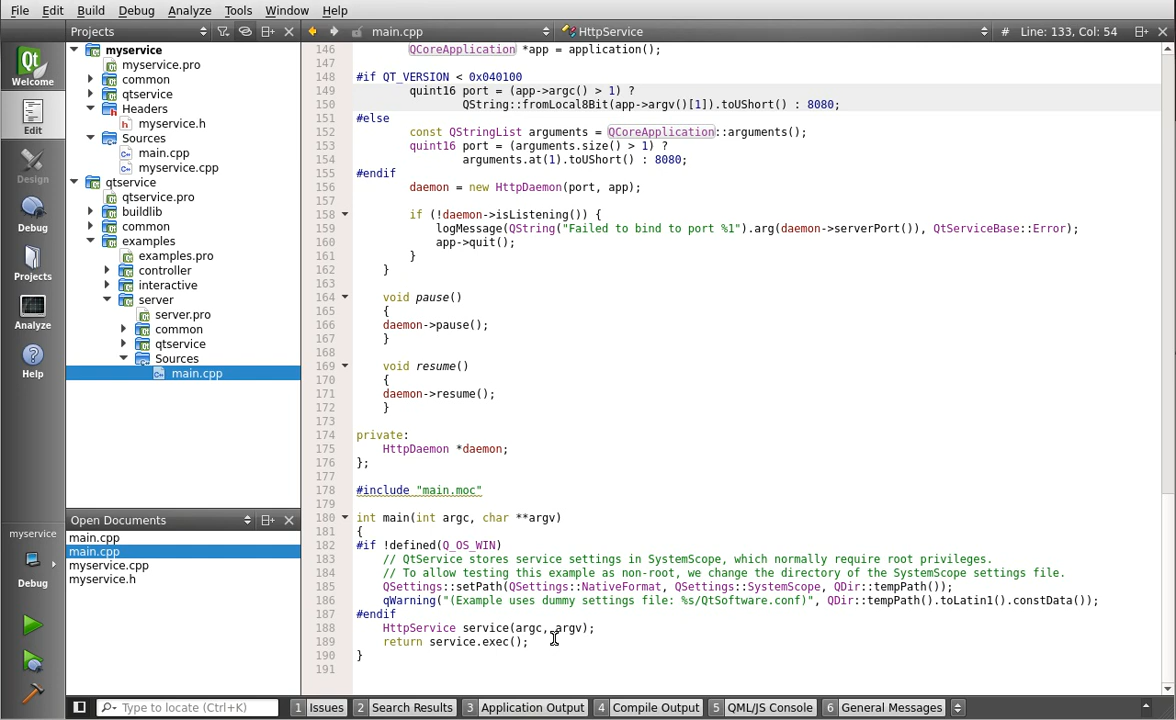 File Edit Build Debug Analyze Tools Window Help
Projects
main.cpp
HttpService
# Line: 133, Col: 54
Qt
Welcome
Edit
Design
Debug
Projects
Analyze
Help
myservice
Debug
myservice
myservice.pro
common
qtservice
Headers
myservice.h
Sources
main.cpp
myservice.cpp
qtservice
qtservice.pro
buildlib
common
examples
examples.pro
controller
interactive
server
server.pro
common
qtservice
Sources
main.cpp
Open Documents
main.cpp
main.cpp
myservice.cpp
myservice.h
146 QCoreApplication *app = application();
147
148 #if QT_VERSION < 0x040100
149 quint16 port = (app->argc() > 1) ?
150 QString::fromLocal8Bit(app->argv()[1]).toUShort() : 8080;
151 #else
152 const QStringList arguments = QCoreApplication::arguments();
153 quint16 port = (arguments.size() > 1) ?
154 arguments.at(1).toUShort() : 8080;
155 #endif
156 daemon = new HttpDaemon(port, app);
157
158 if (!daemon->isListening()) {
159 logMessage(QString("Failed to bind to port %1").arg(daemon->serverPort()), QtServiceBase::Error);
160 app->quit();
161 }
162 }
163
164 void pause()
165 {
166 daemon->pause();
167 }
168
169 void resume()
170 {
171 daemon->resume();
172 }
173
174 private:
175 HttpDaemon *daemon;
176 };
177
178 #include "main.moc"
179
180 int main(int argc, char **argv)
181 {
182 #if !defined(Q_OS_WIN)
183 // QtService stores service settings in SystemScope, which normally require root privileges.
184 // To allow testing this example as non-root, we change the directory of the SystemScope settings file.
185 QSettings::setPath(QSettings::NativeFormat, QSettings::SystemScope, QDir::tempPath());
186 qWarning("(Example uses dummy settings file: %s/QtSoftware.conf)", QDir::tempPath().toLatin1().constData());
187 #endif
188 HttpService service(argc, argv);
189 return service.exec();
190 }
191
Type to locate (Ctrl+K)
1 Issues
2 Search Results
3 Application Output
4 Compile Output
5 QML/JS Console
6 General Messages